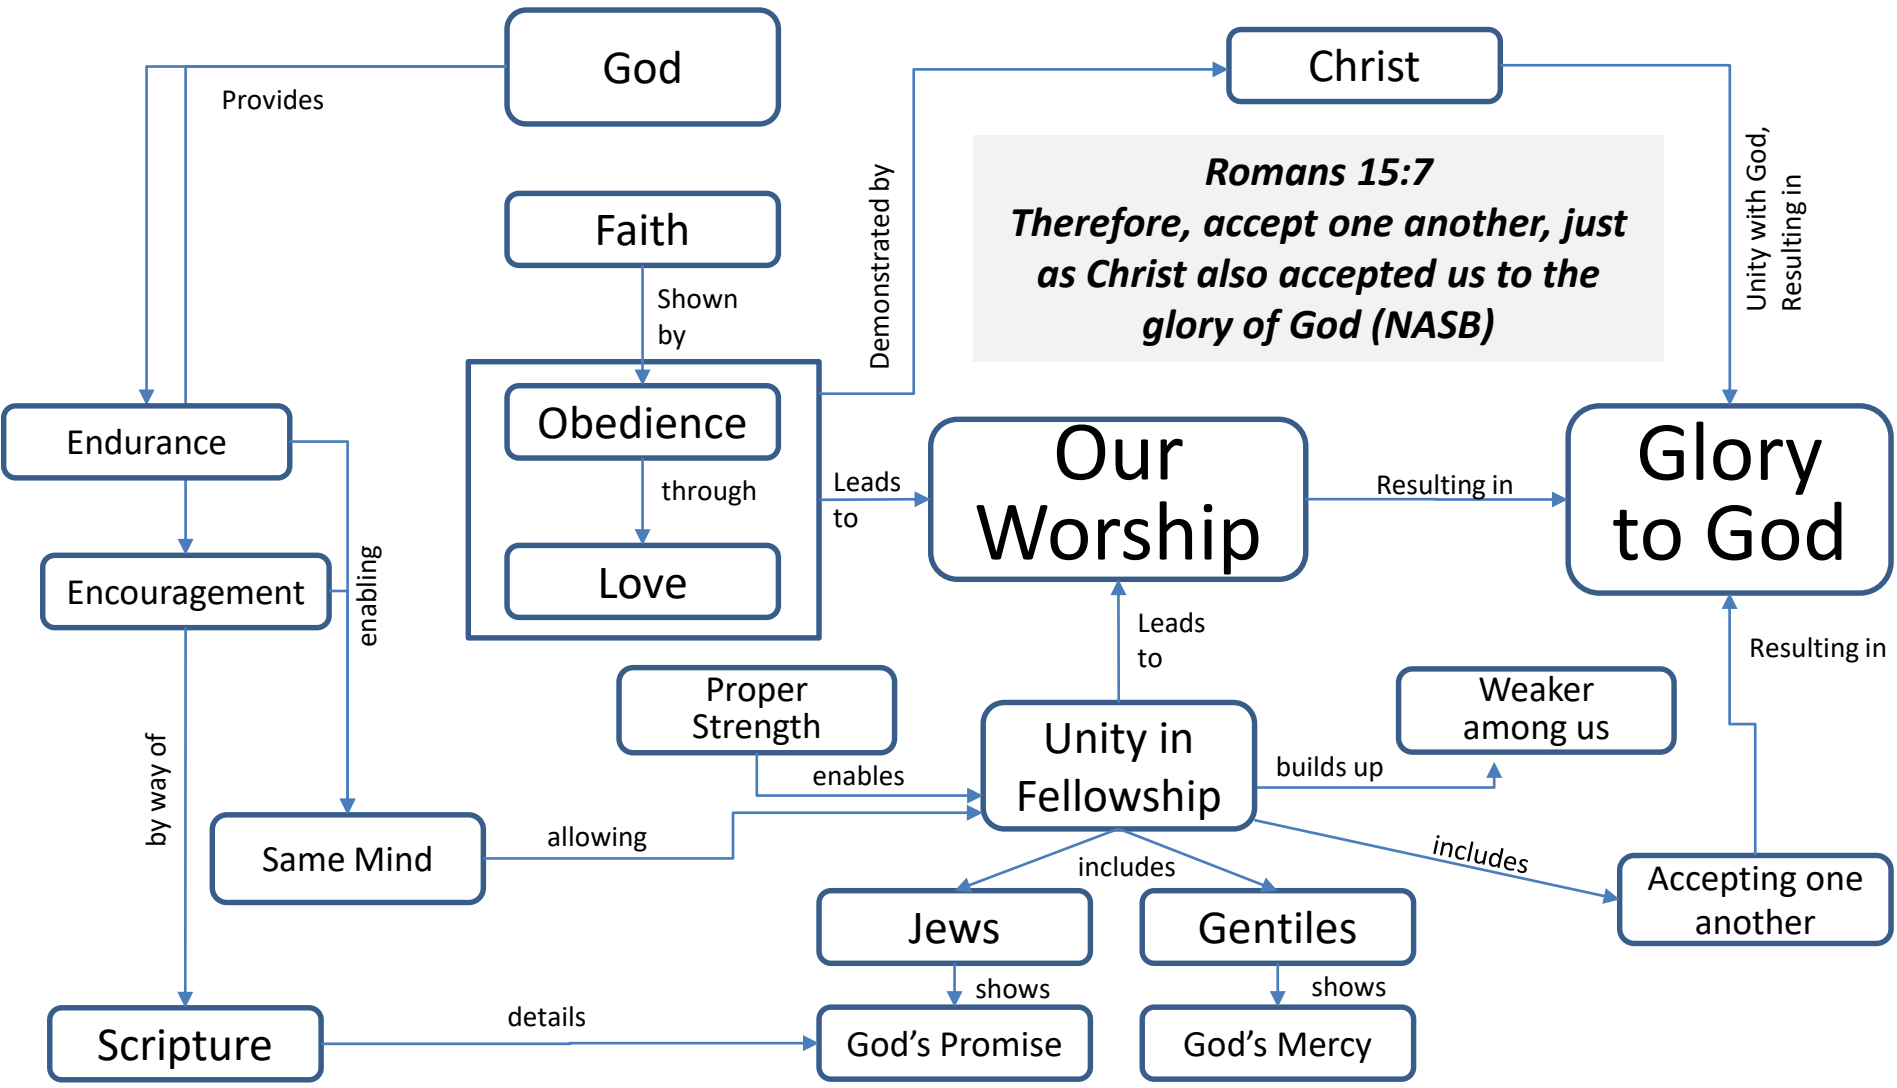 God
Christ
Provides
Romans 15:7
Therefore, accept one another, just
as Christ also accepted us to the
glory of God (NASB)
Unity with God,
Resulting in
Demonstrated by
Faith
Shown
by
Obedience
through
Love
Endurance
Encouragement
enabling
Leads
to
Our
Worship
Resulting in
Glory
to God
Leads
to
Resulting in
Proper
Strength
enables
Unity in
Fellowship
builds up
Weaker
among us
by way of
Same Mind
allowing
includes
includes
Accepting one
another
Jews
Gentiles
shows
shows
Scripture
details
God’s Promise
God’s Mercy